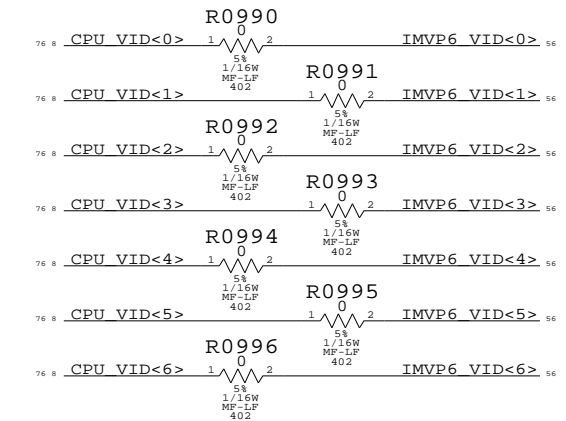 R0990
0
76 8 CPU_VID<0> 1 2 IMVP6_VID<0> 56
5%
1/16W
MF-LF
402
R0991
0
76 8 CPU_VID<1> 1 2 IMVP6_VID<1> 56
5%
1/16W
MF-LF
402
R0992
0
76 8 CPU_VID<2> 1 2 IMVP6_VID<2> 56
5%
1/16W
MF-LF
402
R0993
0
76 8 CPU_VID<3> 1 2 IMVP6_VID<3> 56
5%
1/16W
MF-LF
402
R0994
0
76 8 CPU_VID<4> 1 2 IMVP6_VID<4> 56
5%
1/16W
MF-LF
402
R0995
0
76 8 CPU_VID<5> 1 2 IMVP6_VID<5> 56
5%
1/16W
MF-LF
402
R0996
0
76 8 CPU_VID<6> 1 2 IMVP6_VID<6> 56
5%
1/16W
MF-LF
402